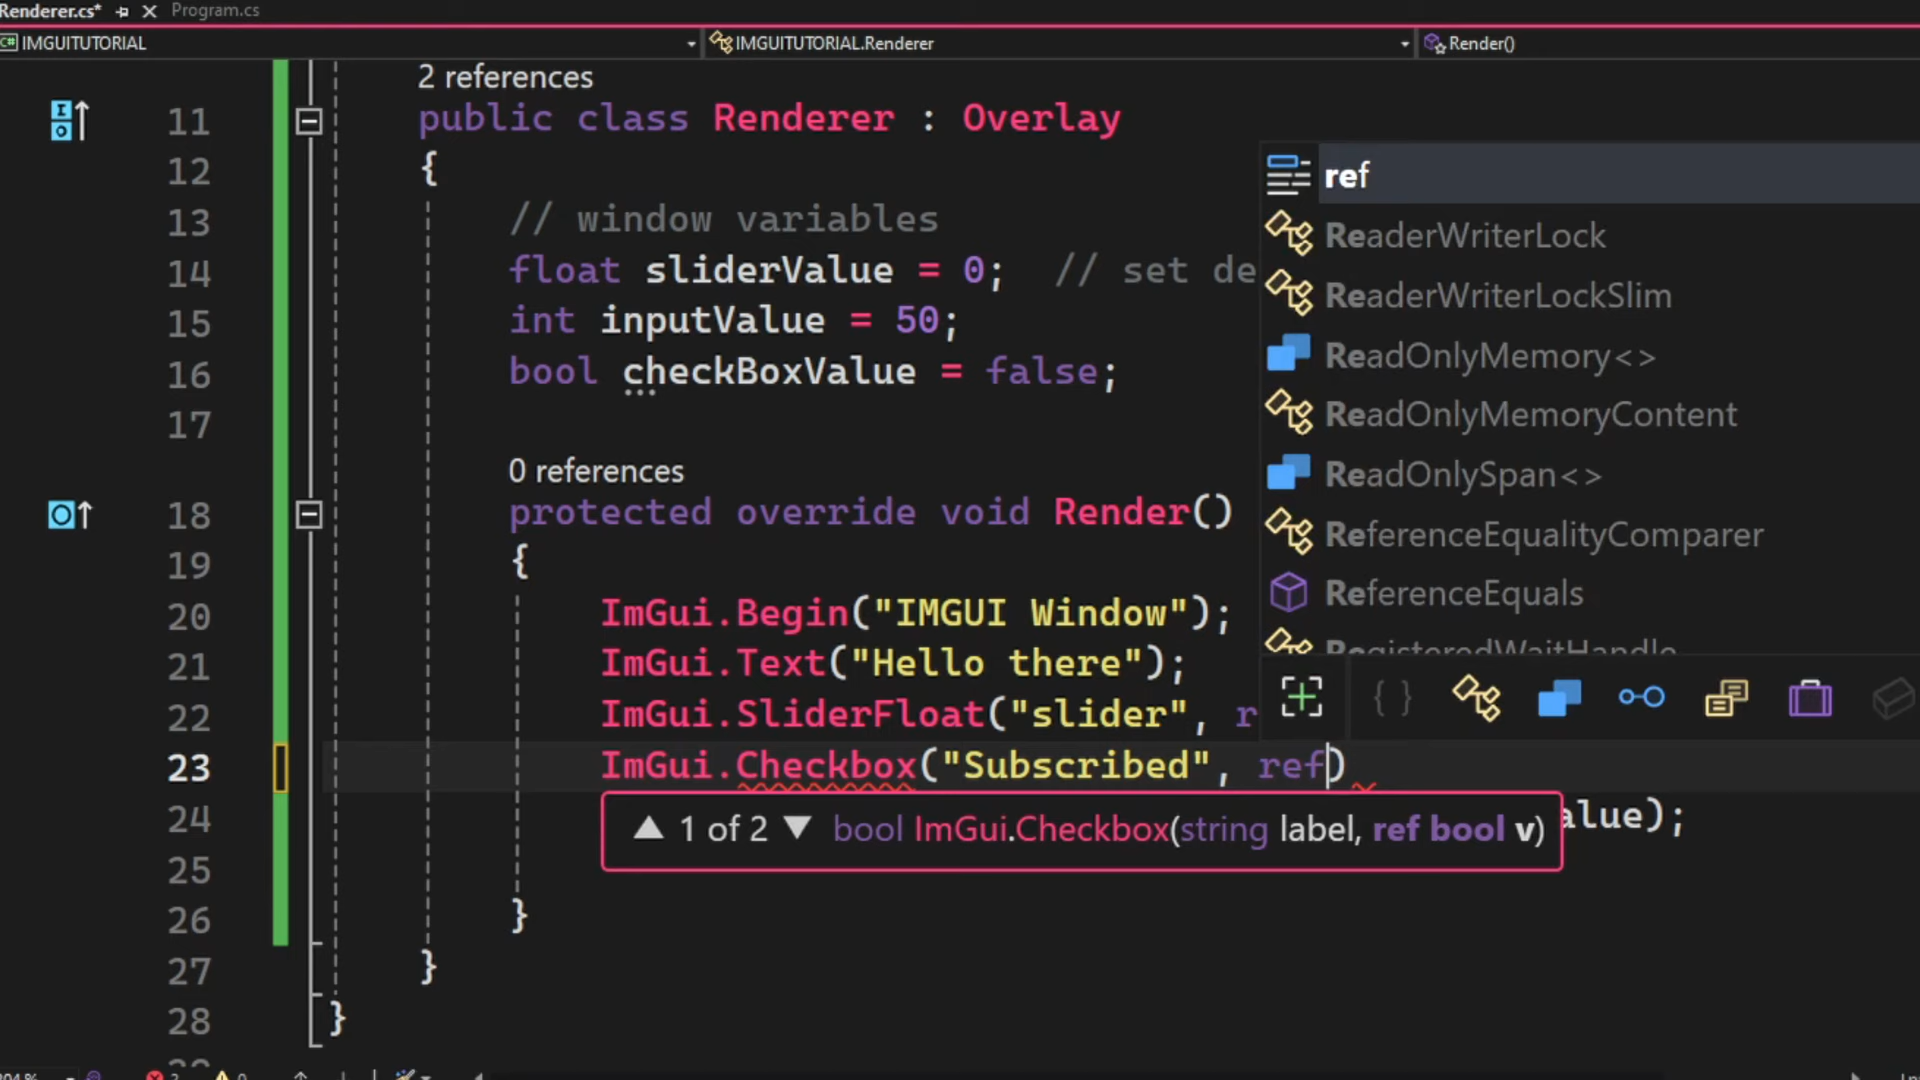 Renderer.cs* Program.cs
IMGUITUTORIAL IMGUITUTORIAL.Renderer Render()
2 references
11 public class Renderer : Overlay
12 {
13 // window variables
14 float sliderValue = 0; // set de
15 int inputValue = 50;
16 bool checkBoxValue = false;
17
0 references
18 protected override void Render()
19 {
20 ImGui.Begin("IMGUI Window");
21 ImGui.Text("Hello there");
22 ImGui.SliderFloat("slider", r
23 ImGui.Checkbox("Subscribed", ref)
24 alue);
25
26 }
27 }
28 }
ref
ReaderWriterLock
ReaderWriterLockSlim
ReadOnlyMemory<>
ReadOnlyMemoryContent
ReadOnlySpan<>
ReferenceEqualityComparer
ReferenceEquals
RegisteredWaitHandle
1 of 2 bool ImGui.Checkbox(string label, ref bool v)